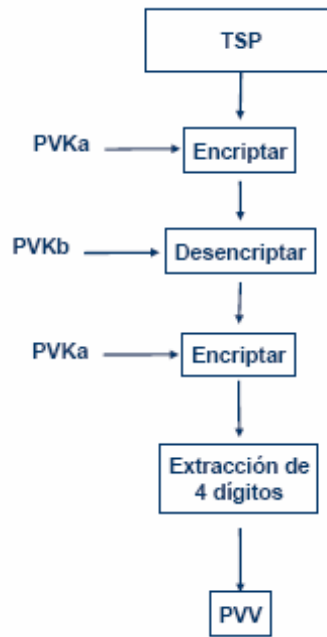 TSP
PVKa
Encriptar
PVKb
Desencriptar
PVKa
Encriptar
Extracción de
4 dígitos
PVV